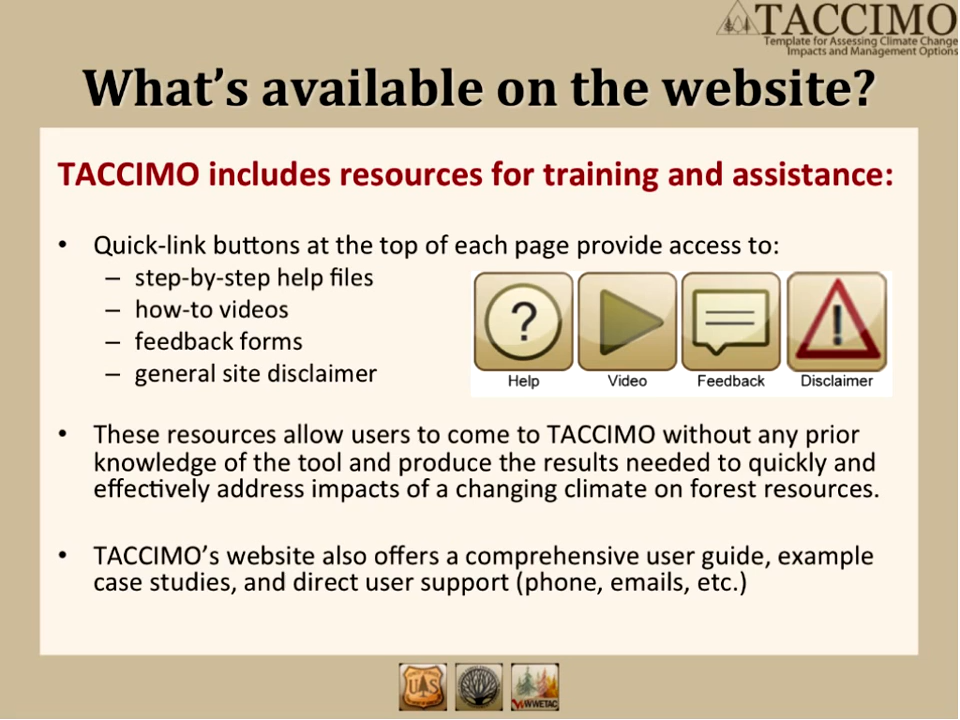 TACCIMO
Template for Assessing Climate Change
Impacts and Management Options
What's available on the website?
TACCIMO includes resources for training and assistance:
• Quick-link buttons at the top of each page provide access to:
– step-by-step help files
– how-to videos
– feedback forms
– general site disclaimer
?
!
Help
Video
Feedback
Disclaimer
• These resources allow users to come to TACCIMO without any prior
knowledge of the tool and produce the results needed to quickly and
effectively address impacts of a changing climate on forest resources.
• TACCIMO's website also offers a comprehensive user guide, example
case studies, and direct user support (phone, emails, etc.)
U S
WWETAC